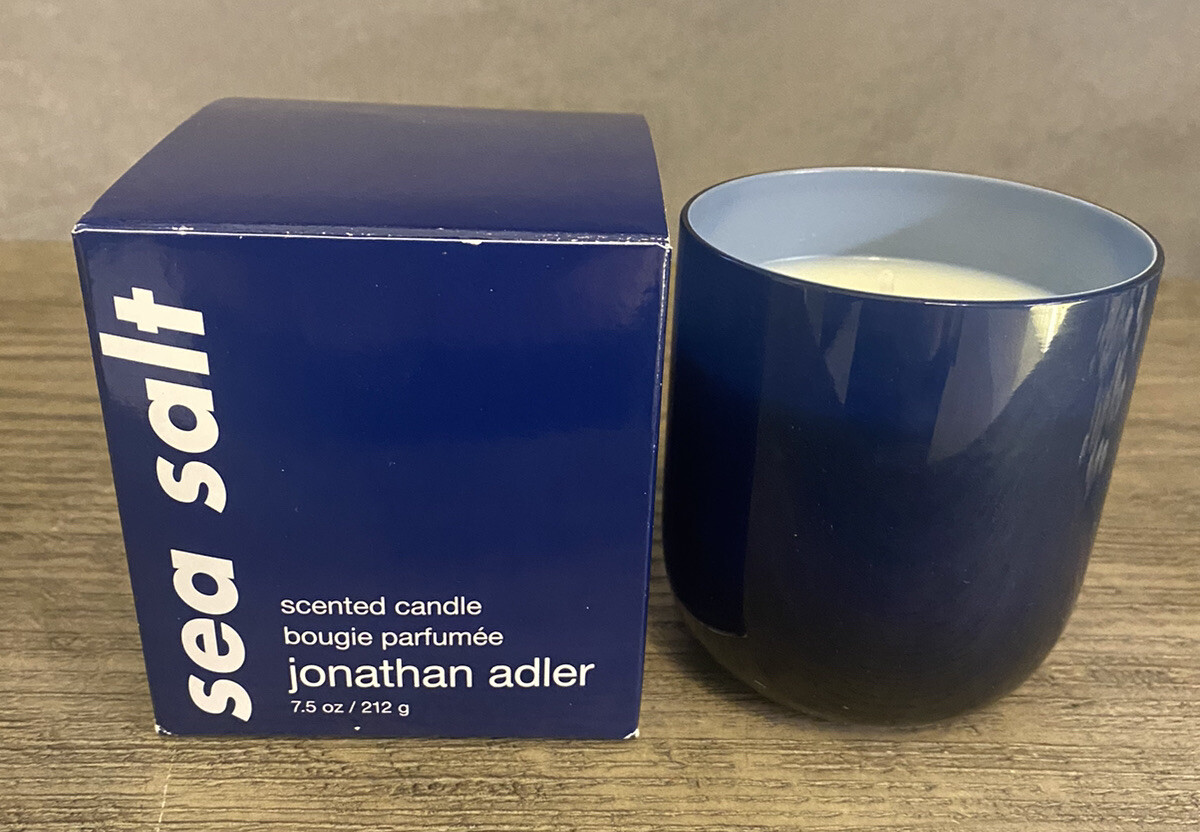 sea salt
scented candle
bougie parfumée
jonathan adler
7.5 oz / 212 g